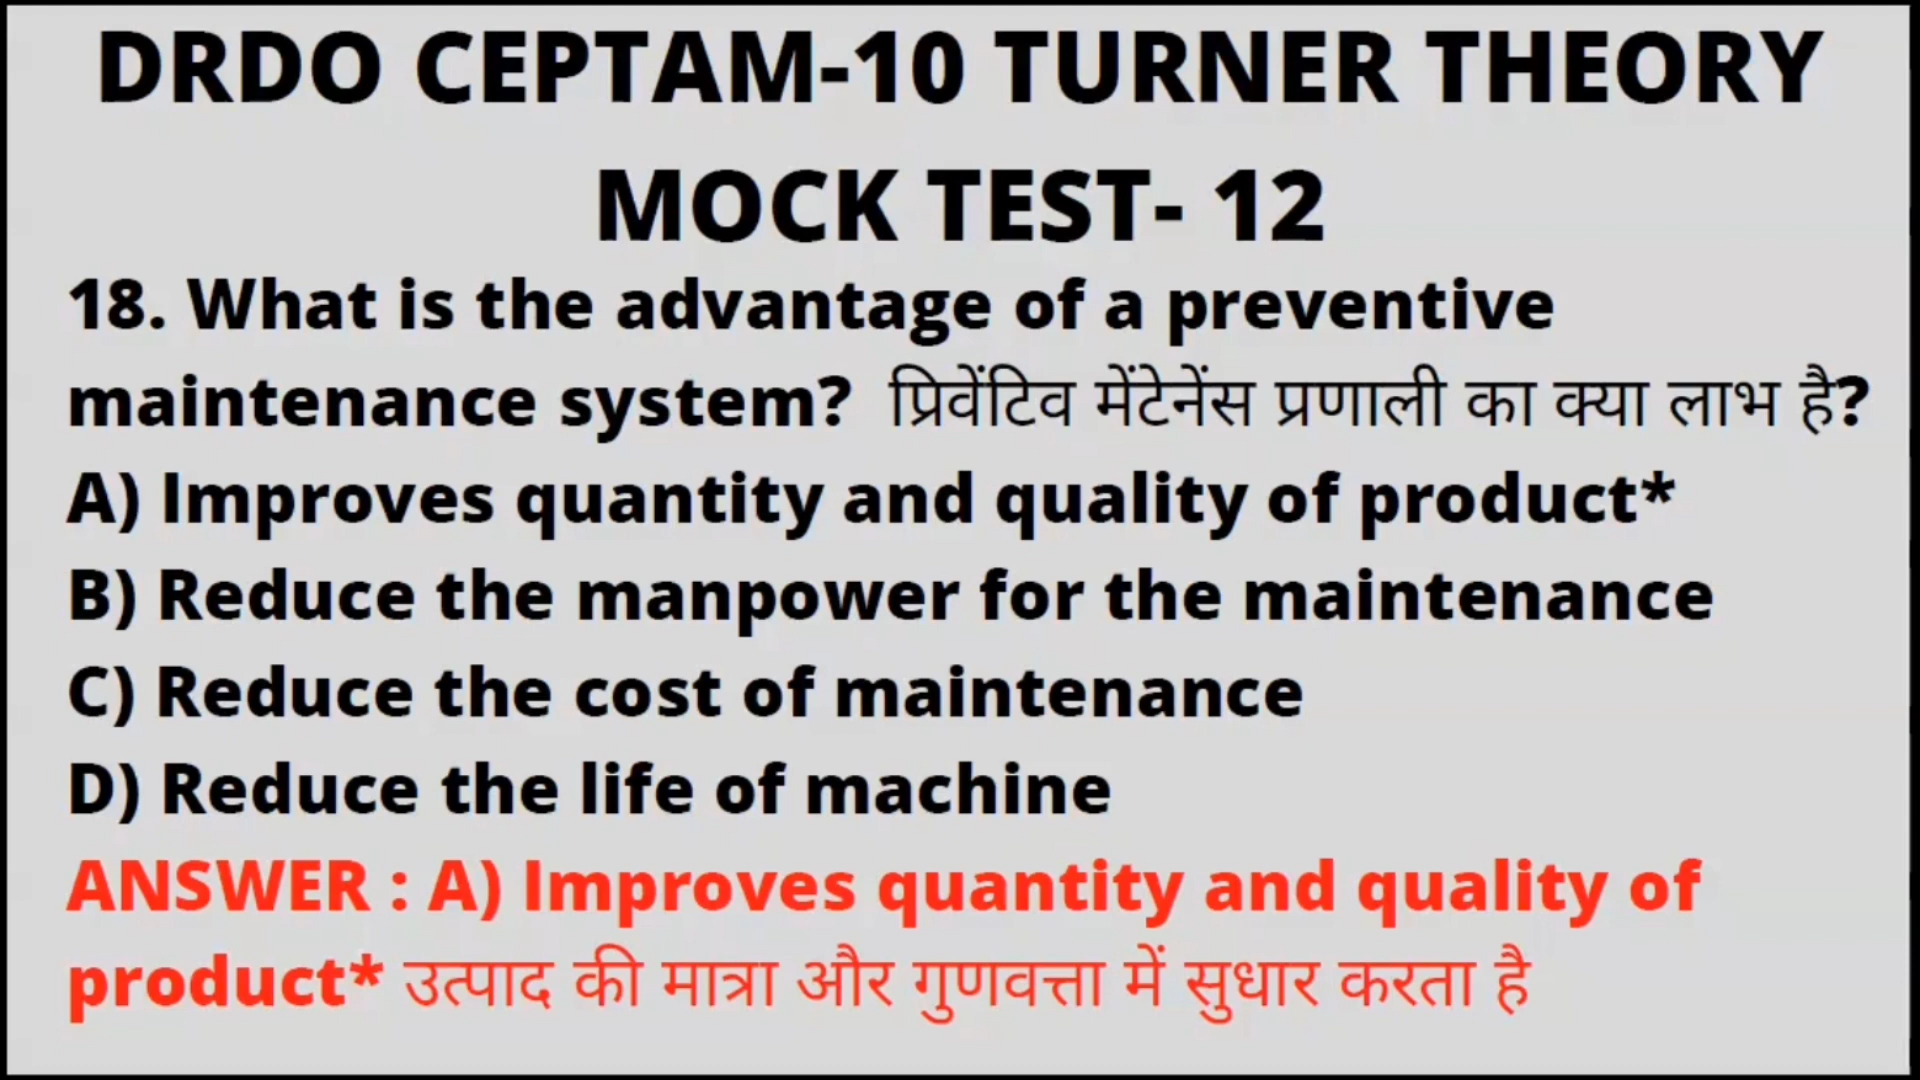 DRDO CEPTAM-10 TURNER THEORY
MOCK TEST- 12
18. What is the advantage of a preventive
maintenance system? प्रिवेंटिव मेंटेनेंस प्रणाली का क्या लाभ है?
A) Improves quantity and quality of product*
B) Reduce the manpower for the maintenance
C) Reduce the cost of maintenance
D) Reduce the life of machine
ANSWER : A) Improves quantity and quality of
product* उत्पाद की मात्रा और गुणवत्ता में सुधार करता है